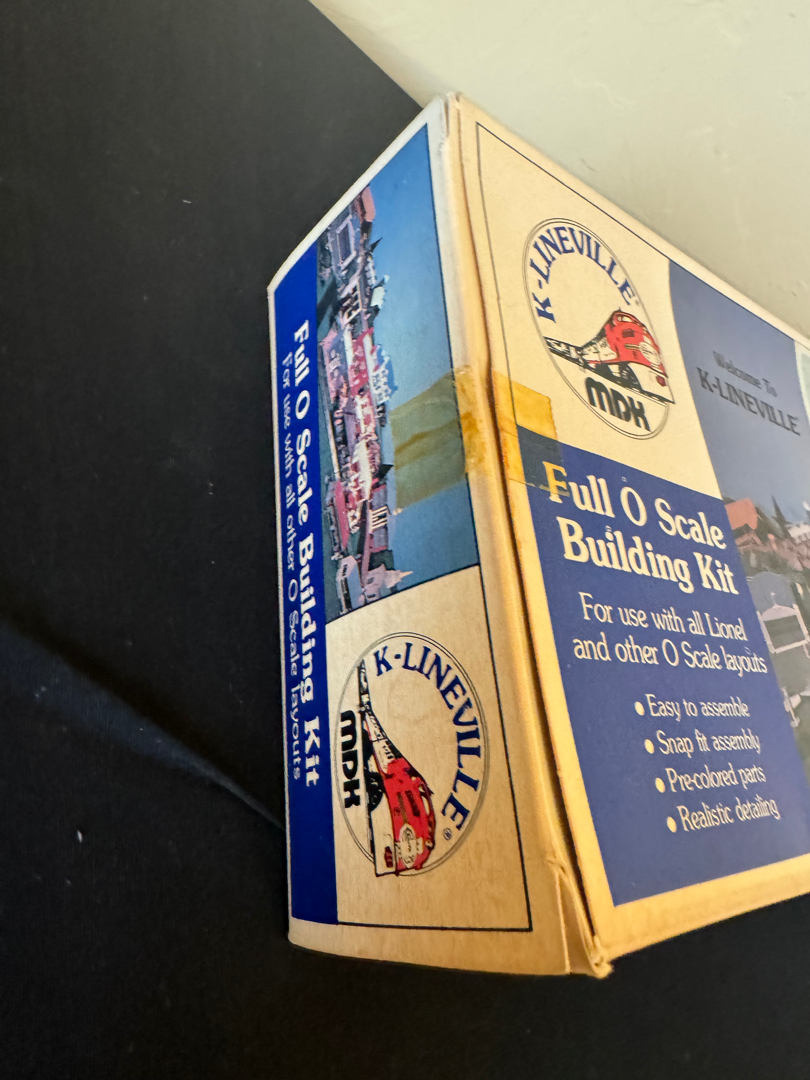 K-LINEVILLE®
MDK
Welcome To
K-LINEVILLE
Full O Scale
Building Kit
For use with all Lionel
and other O Scale layouts
• Easy to assemble
• Snap fit assembly
• Pre-colored parts
• Realistic detailing
Full O Scale Building Kit
For use with all other O Scale layouts
K-LINEVILLE®
MDK